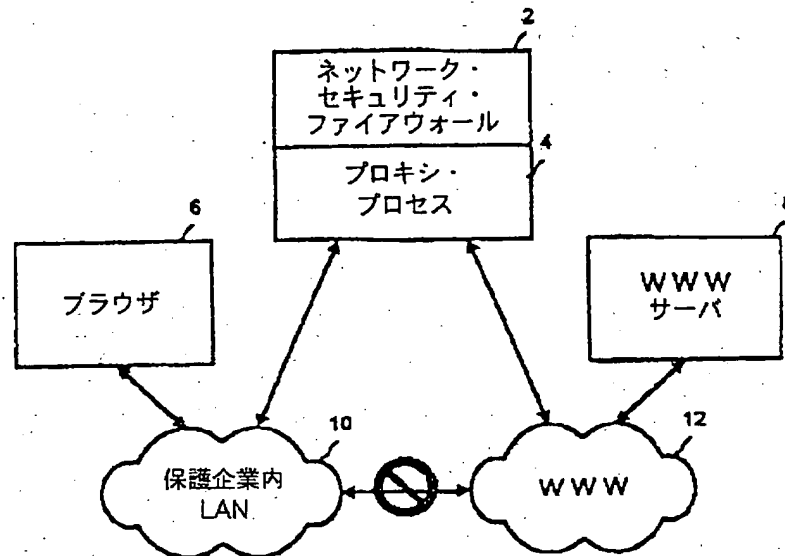 2
ネットワーク・
セキュリティ・
ファイアウォール
4
プロキシ・
プロセス
6
ブラウザ
8
WWW
サーバ
10
保護企業内
LAN
12
WWW